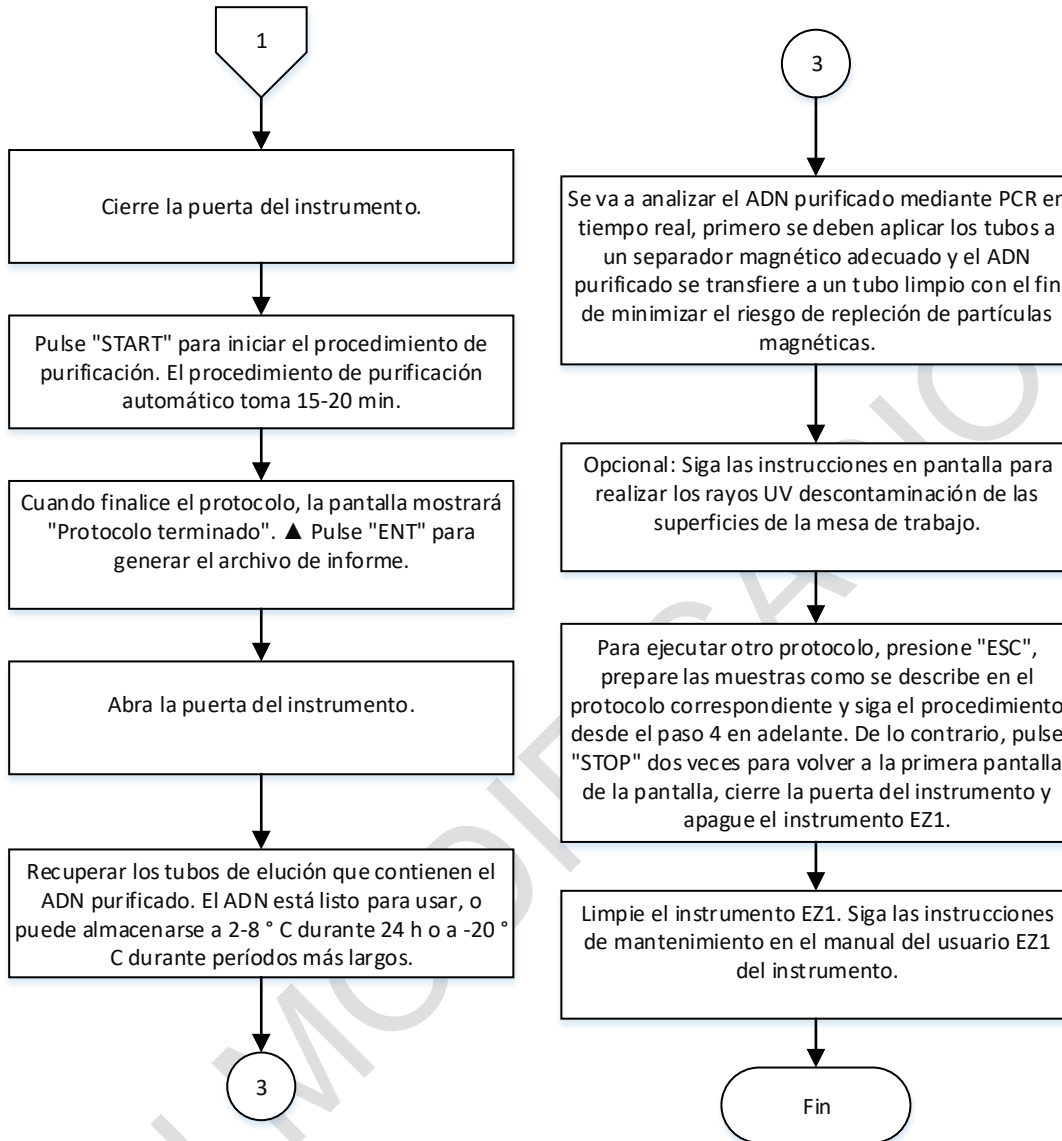 1
Cierre la puerta del instrumento.
Pulse "START" para iniciar el procedimiento de
purificación. El procedimiento de purificación
automático toma 15-20 min.
Cuando finalice el protocolo, la pantalla mostrará
"Protocolo terminado". ▲ Pulse "ENT" para
generar el archivo de informe.
Abra la puerta del instrumento.
Recuperar los tubos de elución que contienen el
ADN purificado. El ADN está listo para usar, o
puede almacenarse a 2-8 ° C durante 24 h o a -20 °
C durante períodos más largos.
3
3
Se va a analizar el ADN purificado mediante PCR en
tiempo real, primero se deben aplicar los tubos a
un separador magnético adecuado y el ADN
purificado se transfiere a un tubo limpio con el fin
de minimizar el riesgo de repleción de partículas
magnéticas.
Opcional: Siga las instrucciones en pantalla para
realizar los rayos UV descontaminación de las
superficies de la mesa de trabajo.
Para ejecutar otro protocolo, presione "ESC",
prepare las muestras como se describe en el
protocolo correspondiente y siga el procedimiento
desde el paso 4 en adelante. De lo contrario, pulse
"STOP" dos veces para volver a la primera pantalla
de la pantalla, cierre la puerta del instrumento y
apague el instrumento EZ1.
Limpie el instrumento EZ1. Siga las instrucciones
de mantenimiento en el manual del usuario EZ1
del instrumento.
Fin